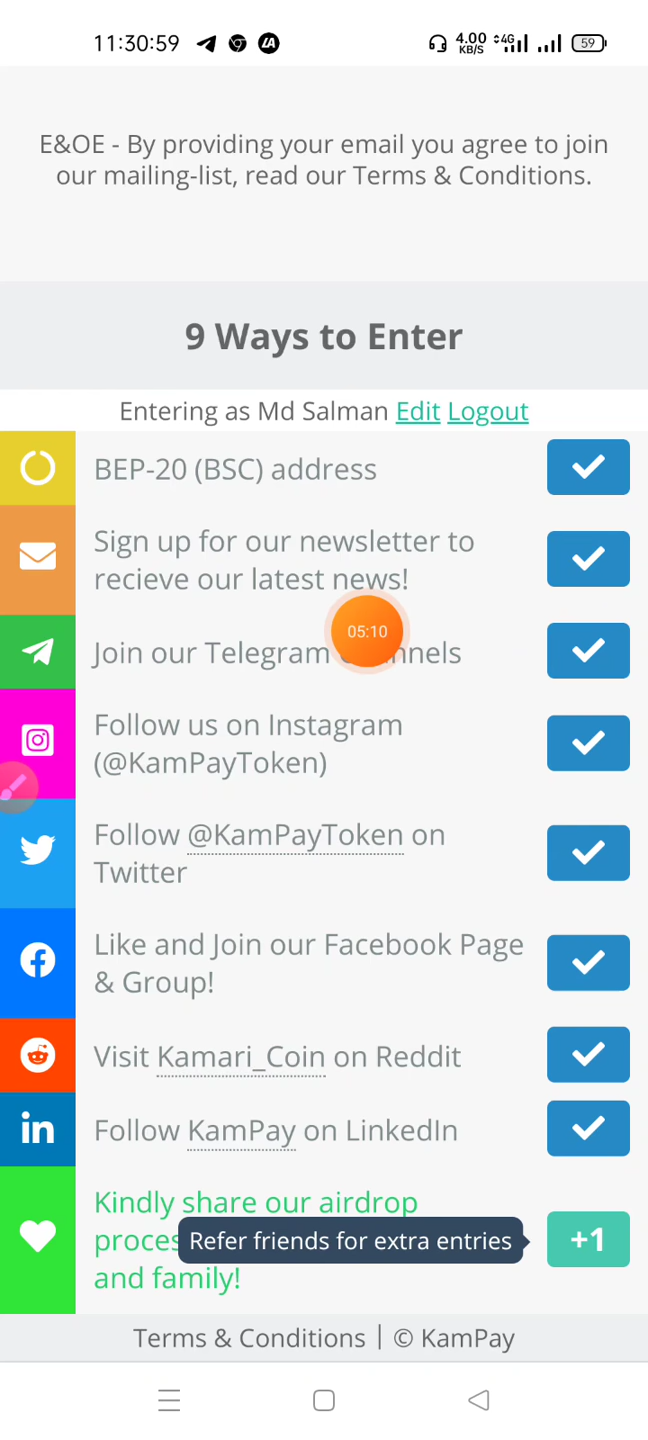 11:30:59
4.00
KB/S
4G
59
E&OE - By providing your email you agree to join
our mailing-list, read our Terms & Conditions.
9 Ways to Enter
Entering as Md Salman Edit Logout
BEP-20 (BSC) address
Sign up for our newsletter to
recieve our latest news!
05:10
Join our Telegram
Follow us on Instagram
(@KamPayToken)
Follow @KamPayToken on
Twitter
Like and Join our Facebook Page
& Group!
Visit Kamari_Coin on Reddit
Follow KamPay on LinkedIn
Kindly share our airdrop
Refer friends for extra entries
+1
and family!
Terms & Conditions | © KamPay